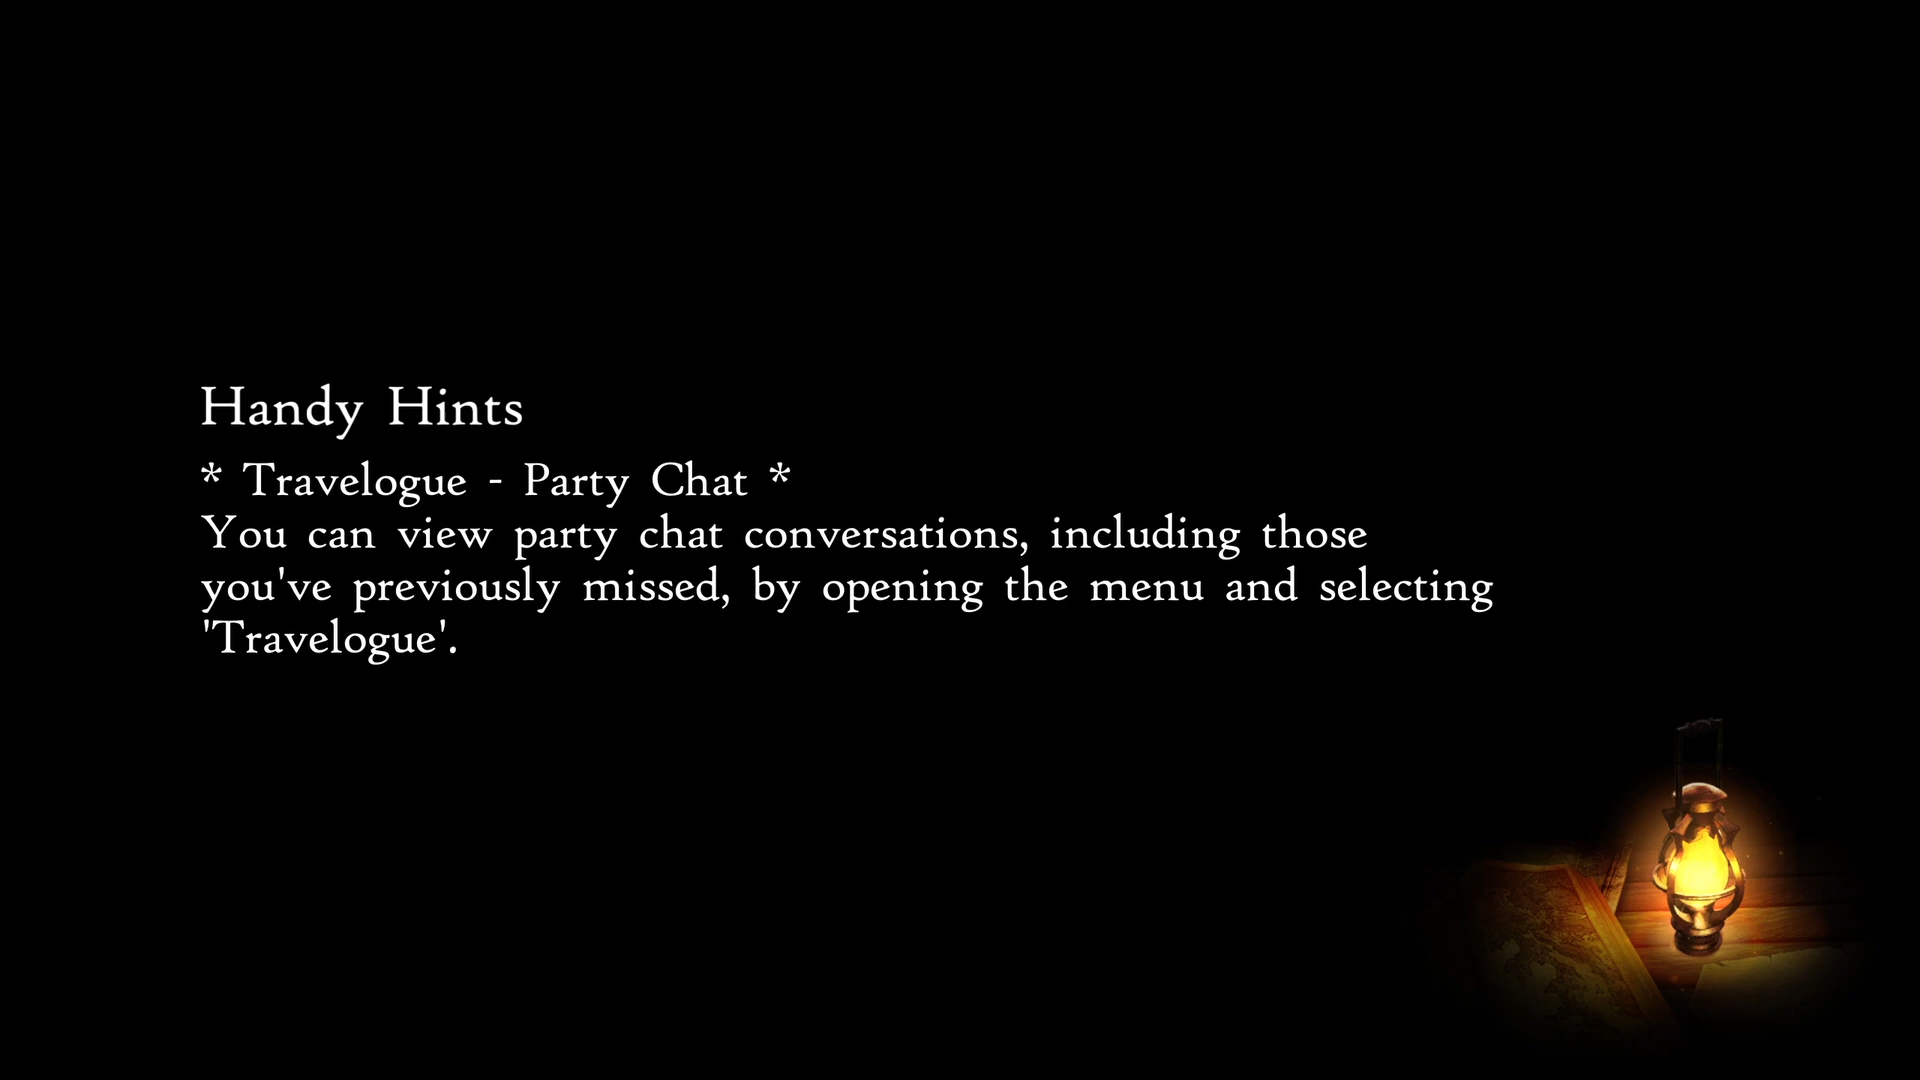 Handy Hints
* Travelogue - Party Chat *
You can view party chat conversations, including those
you've previously missed, by opening the menu and selecting
'Travelogue'.